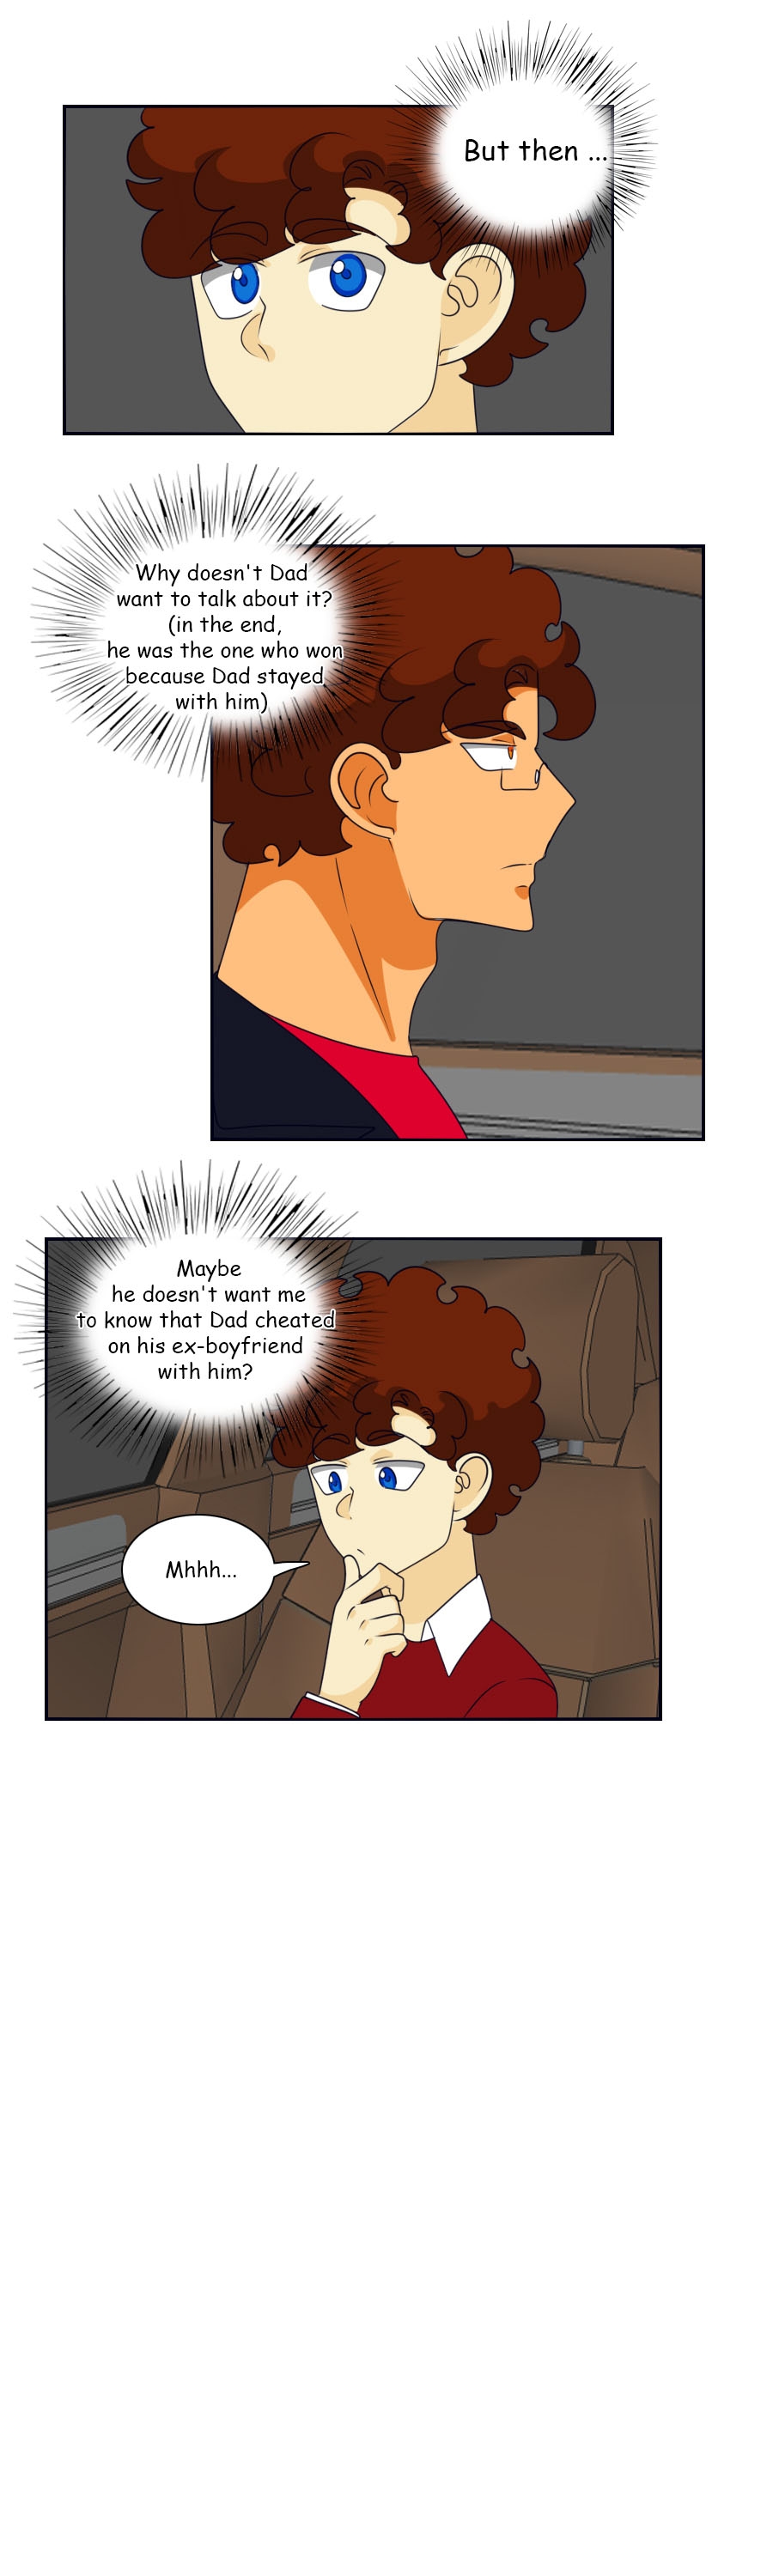 But then ...
Why doesn't Dad
want to talk about it?
(in the end,
he was the one who won
because Dad stayed
with him)
Maybe
he doesn't want me
to know that Dad cheated
on his ex-boyfriend
with him?
Mhhh...